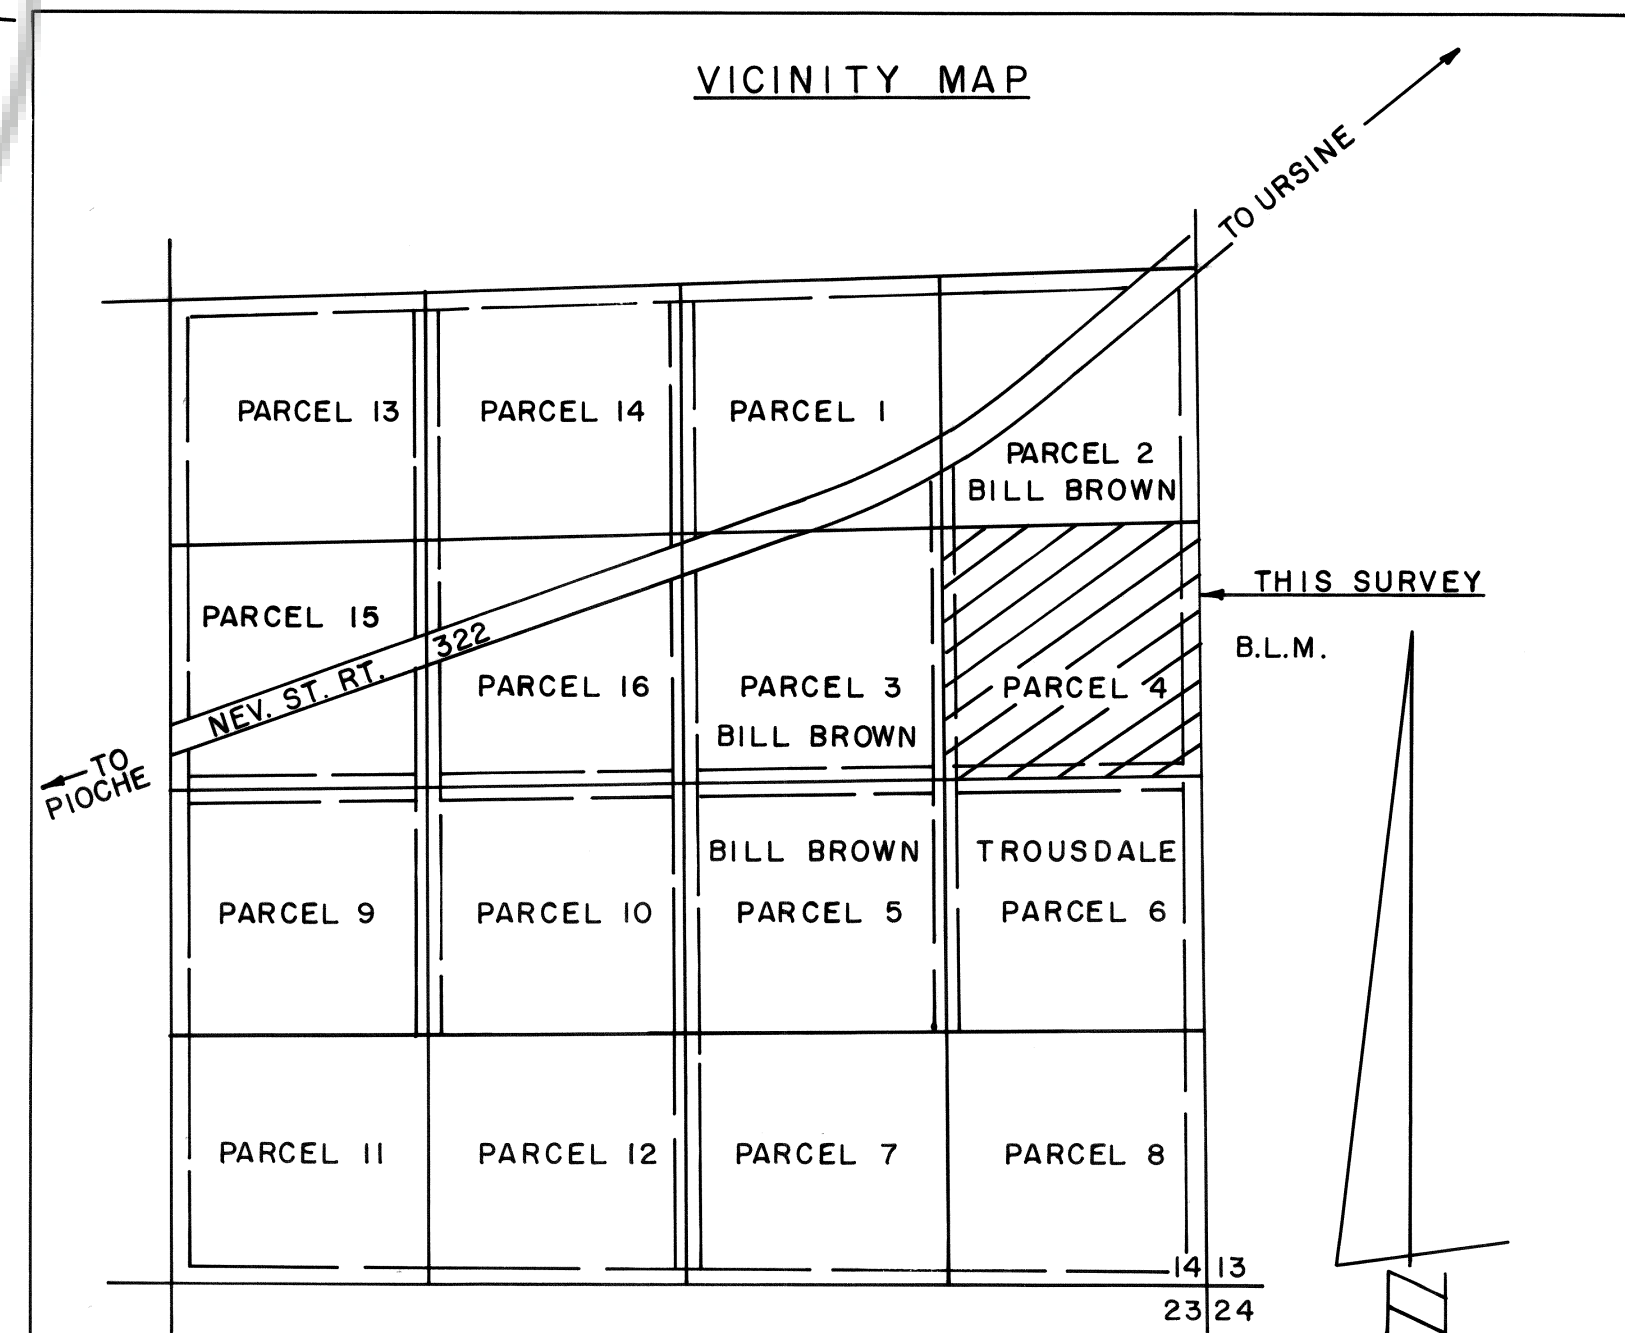 VICINITY MAP
TO URSINE
PARCEL 13
PARCEL 14
PARCEL 1
PARCEL 2
BILL BROWN
THIS SURVEY
B.L.M.
PARCEL 15
NEV. ST. RT. 322
PARCEL 16
PARCEL 3
BILL BROWN
PARCEL 4
TO
PIOCHE
BILL BROWN
TROUSDALE
PARCEL 9
PARCEL 10
PARCEL 5
PARCEL 6
PARCEL 11
PARCEL 12
PARCEL 7
PARCEL 8
14 13
23 24